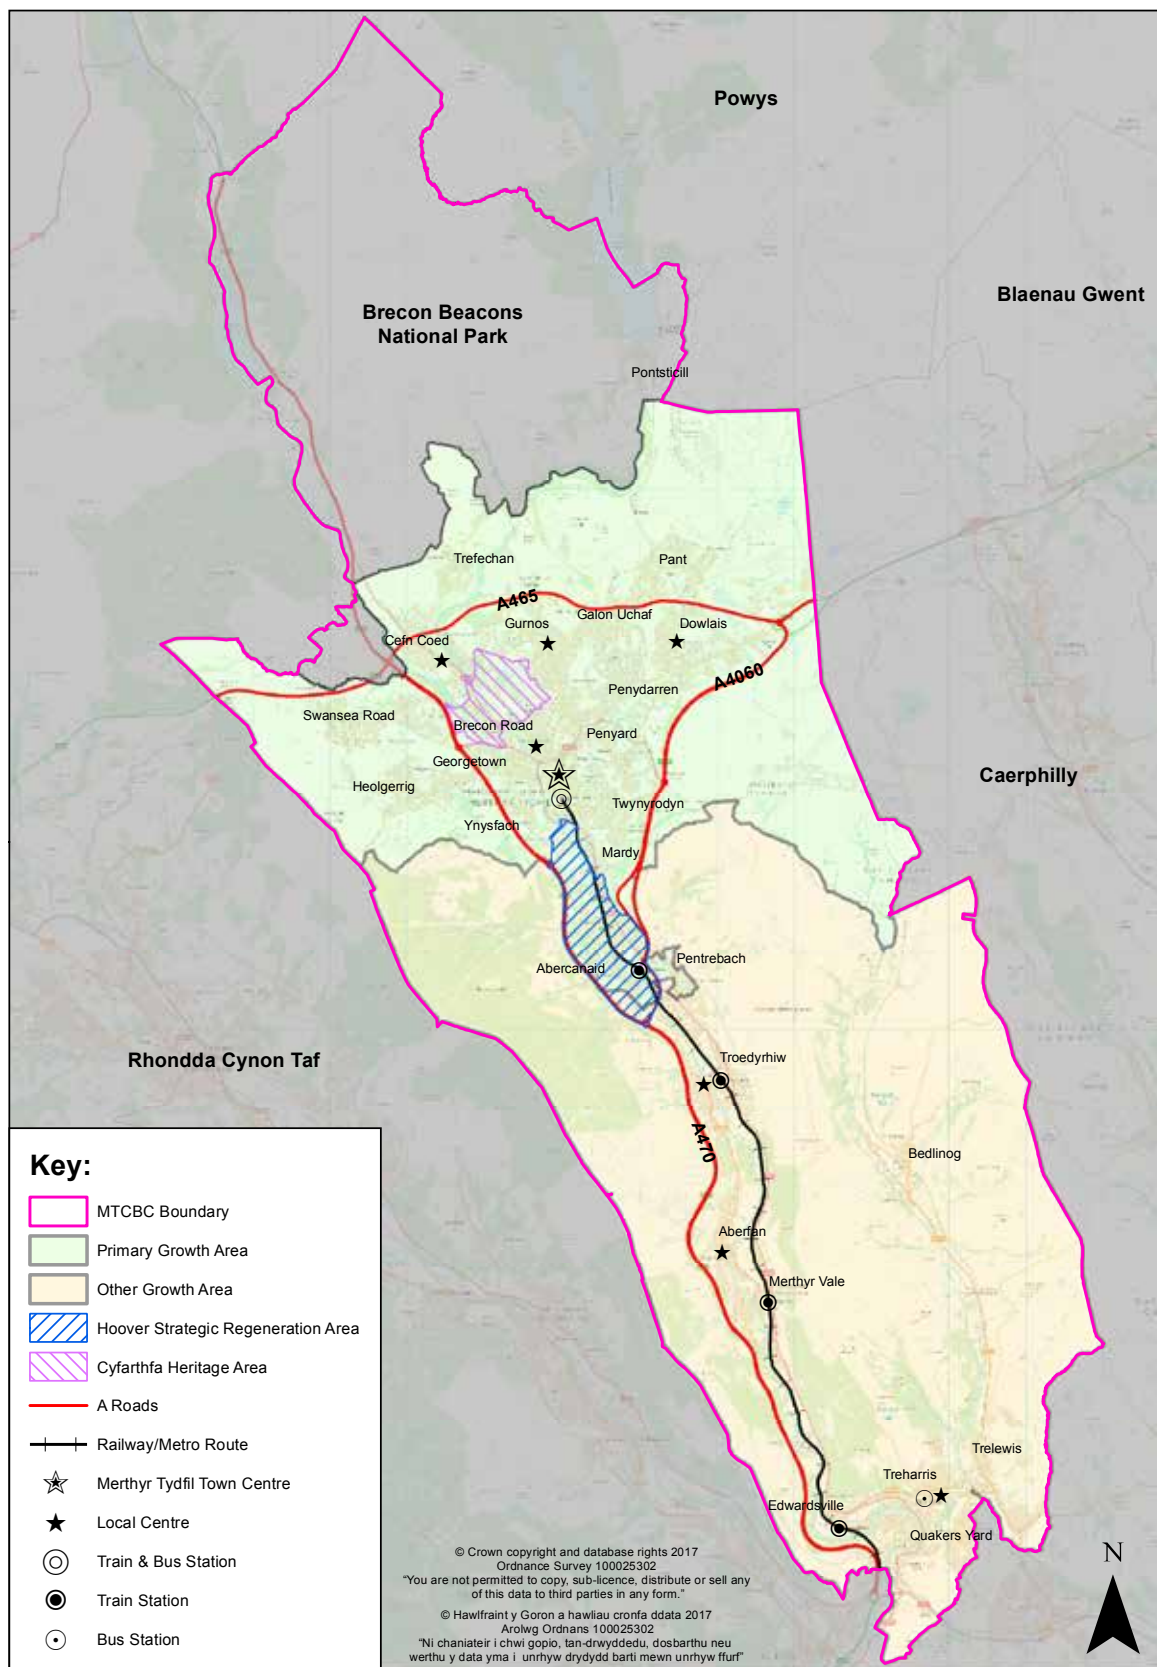 Powys
Blaenau Gwent
Brecon Beacons
National Park
Pontsticill
Trefechan
Pant
A465
Galon Uchaf
Gurnos
Dowlais
Cefn Coed
A4060
Penydarren
Swansea Road
Brecon Road
Penyard
Georgetown
Caerphilly
Heolgerrig
Twynyrodyn
Ynysfach
Mardy
Pentrebach
Abercanaid
Rhondda Cynon Taf
Troedyrhiw
A470
Bedlinog
Aberfan
Merthyr Vale
Trelewis
Treharris
Edwardsville
Quakers Yard
Key:
MTCBC Boundary
Primary Growth Area
Other Growth Area
Hoover Strategic Regeneration Area
Cyfarthfa Heritage Area
A Roads
Railway/Metro Route
Merthyr Tydfil Town Centre
Local Centre
Train & Bus Station
Train Station
Bus Station
© Crown copyright and database rights 2017
Ordnance Survey 100025302
“You are not permitted to copy, sub-licence, distribute or sell any
of this data to third parties in any form.”
© Hawlfraint y Goron a hawliau cronfa ddata 2017
Arolwg Ordnans 100025302
“Ni chaniateir i chwi gopio, tan-drwyddedu, dosbarthu neu
werthu y data yma i unrhyw drydydd barti mewn unrhyw ffurf”
N